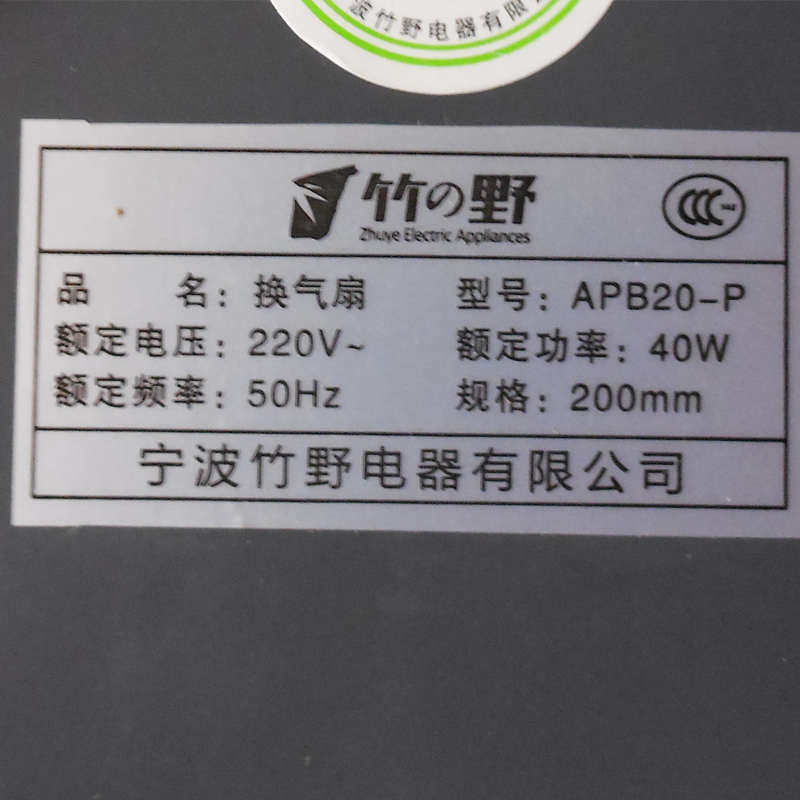 波竹野电器有限
竹の野
Zhuye Electric Appliances
CCC
品 名：换气扇 型号：APB20-P
额定电压：220V~ 额定功率：40W
额定频率：50Hz 规格：200mm
宁波竹野电器有限公司